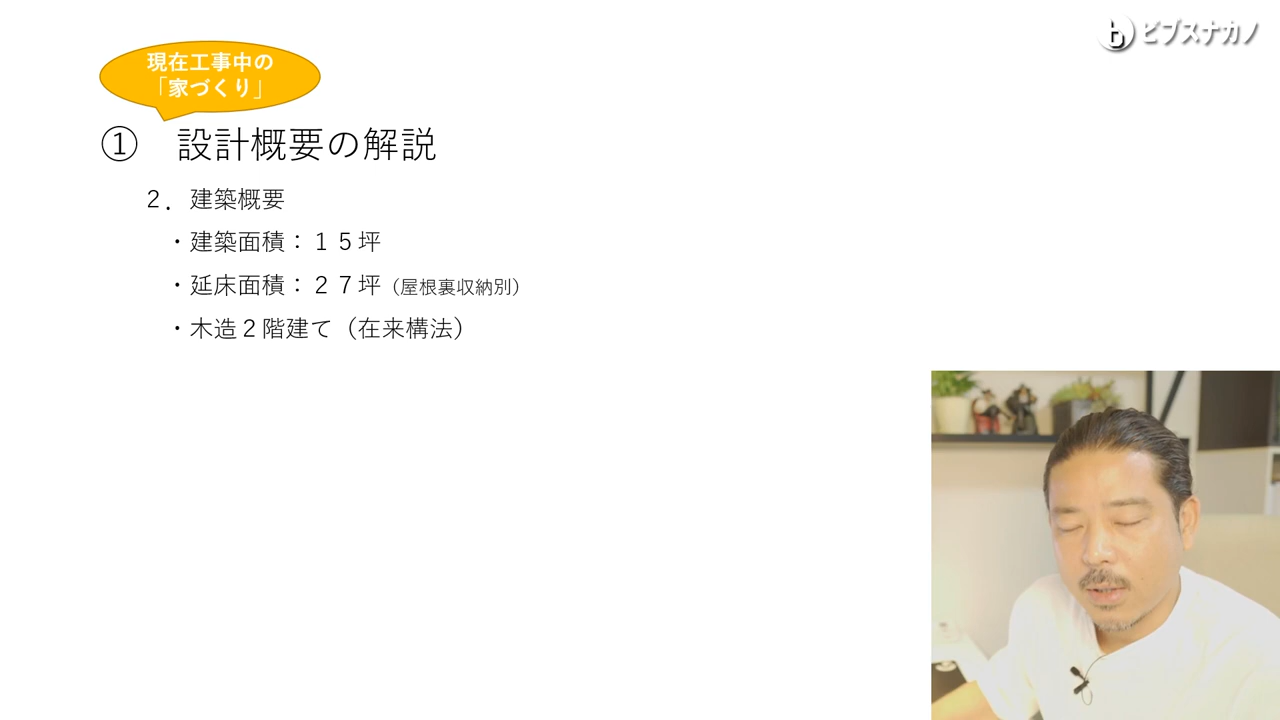 ビブスナカノ
現在工事中の
「家づくり」
① 設計概要の解説
２．建築概要
・建築面積：１５坪
・延床面積：２７坪（屋根裏収納別）
・木造２階建て（在来構法）